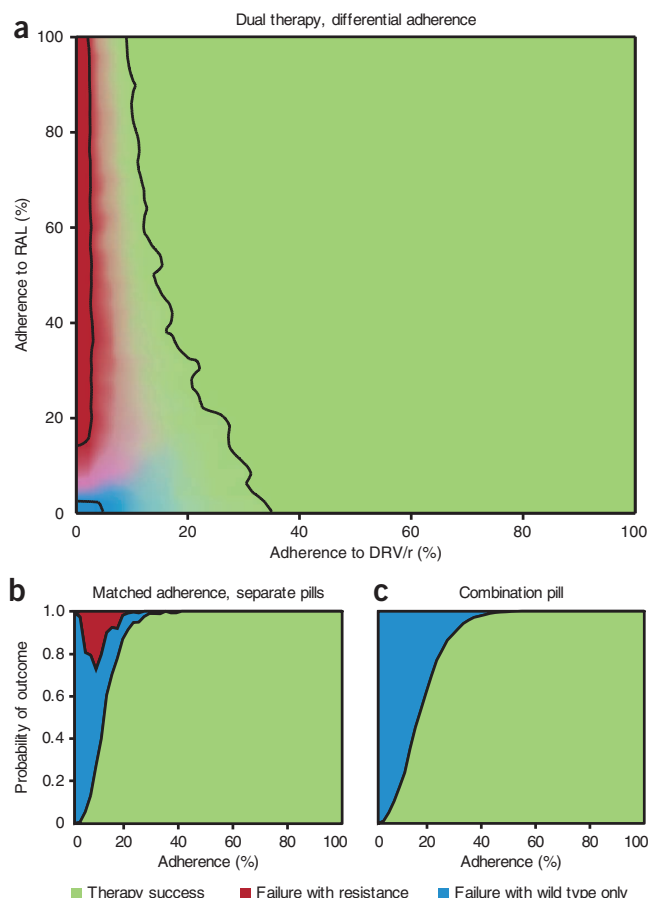 a
Dual therapy, differential adherence
100
80
60
40
20
0
Adherence to RAL (%)
0 20 40 60 80 100
Adherence to DRV/r (%)
b
Matched adherence, separate pills
1.0
0.8
0.6
0.4
0.2
0
Probability of outcome
0 20 40 60 80 100
Adherence (%)
c
Combination pill
0 20 40 60 80 100
Adherence (%)
Therapy success Failure with resistance Failure with wild type only